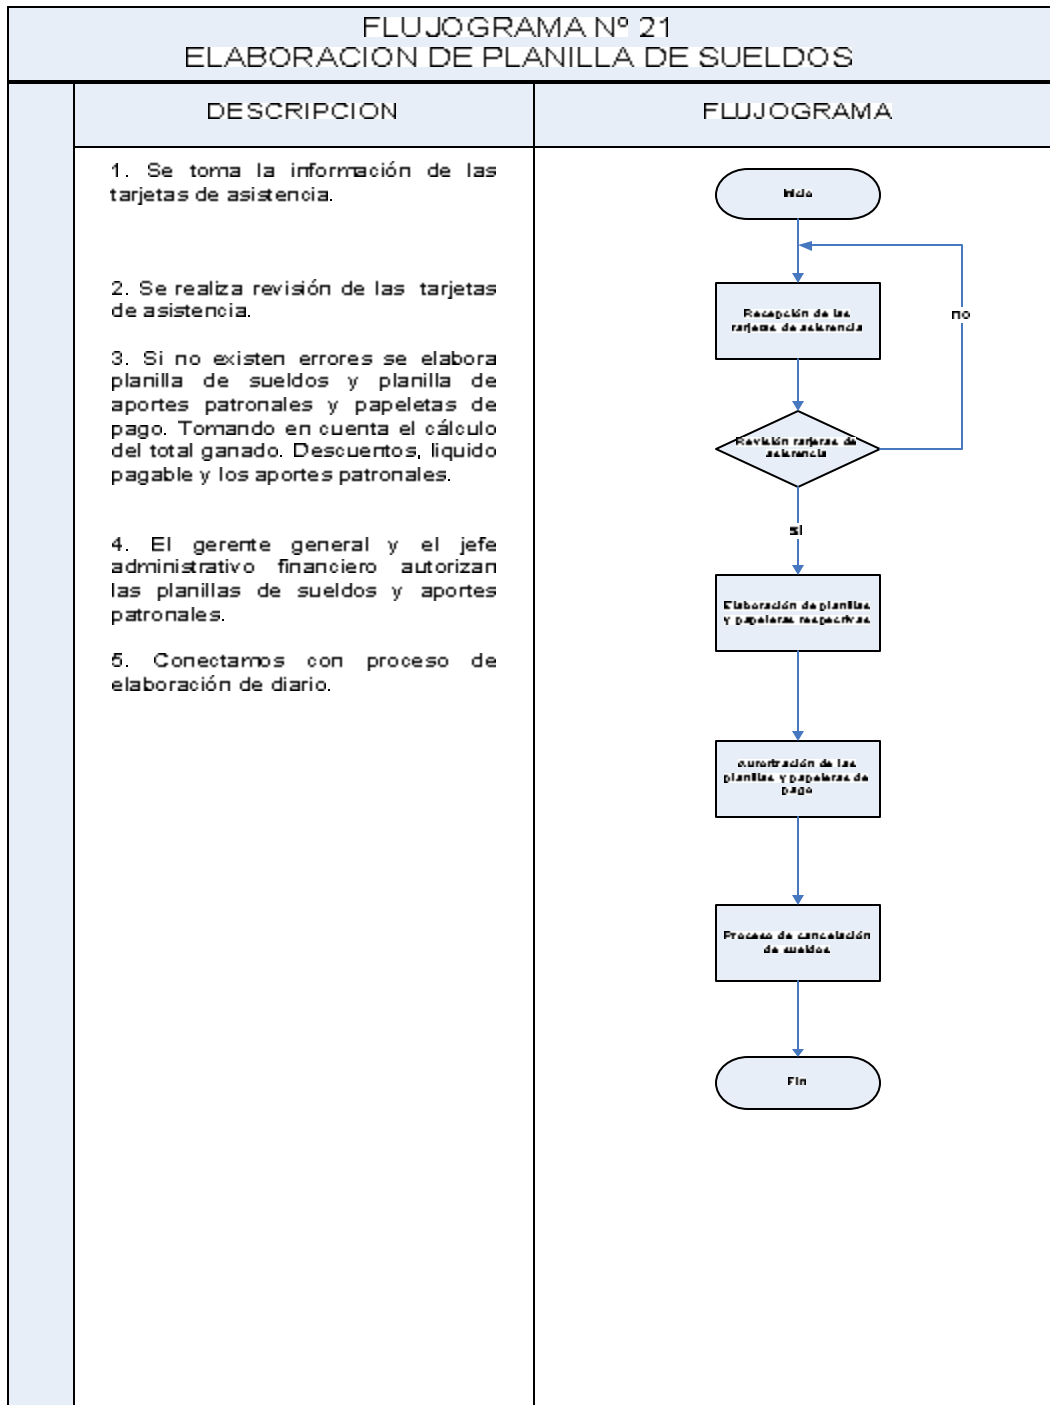 FLUJOGRAMA Nº 21
ELABORACION DE PLANILLA DE SUELDOS
DESCRIPCION
FLUJOGRAMA
1. Se toma la información de las
tarjetas de asistencia.
2. Se realiza revisión de las tarjetas
de asistencia.
3. Si no existen errores se elabora
planilla de sueldos y planilla de
aportes patronales y papeletas de
pago. Tomando en cuenta el cálculo
del total ganado. Descuentos, liquido
pagable y los aportes patronales.
4. El gerente general y el jefe
administrativo financiero autorizan
las planillas de sueldos y aportes
patronales.
5. Conectamos con proceso de
elaboración de diario.
Inicio
Recepción de las
tarjetas de asistencia
no
Revisión tarjetas de
asistencia
si
Elaboración de planillas
y papeletas respectivas
Autorización de las
planillas y papeletas de
pago
Proceso de cancelación
de sueldos
Fin